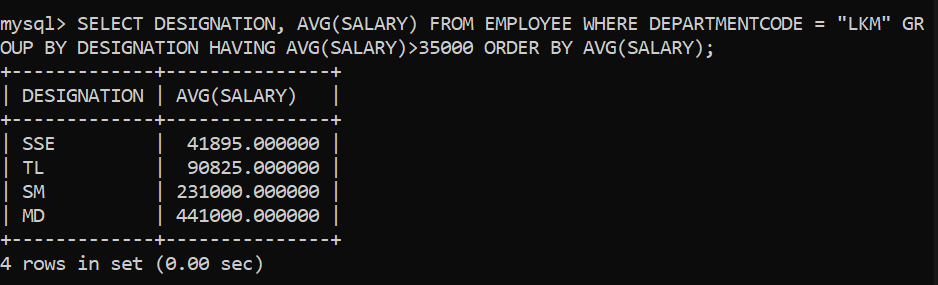 mysql> SELECT DESIGNATION, AVG(SALARY) FROM EMPLOYEE WHERE DEPARTMENTCODE = "LKM" GR
OUP BY DESIGNATION HAVING AVG(SALARY)>35000 ORDER BY AVG(SALARY);
+-------------+---------------+
| DESIGNATION | AVG(SALARY)   |
+-------------+---------------+
| SSE         |  41895.000000 |
| TL          |  90825.000000 |
| SM          | 231000.000000 |
| MD          | 441000.000000 |
+-------------+---------------+
4 rows in set (0.00 sec)